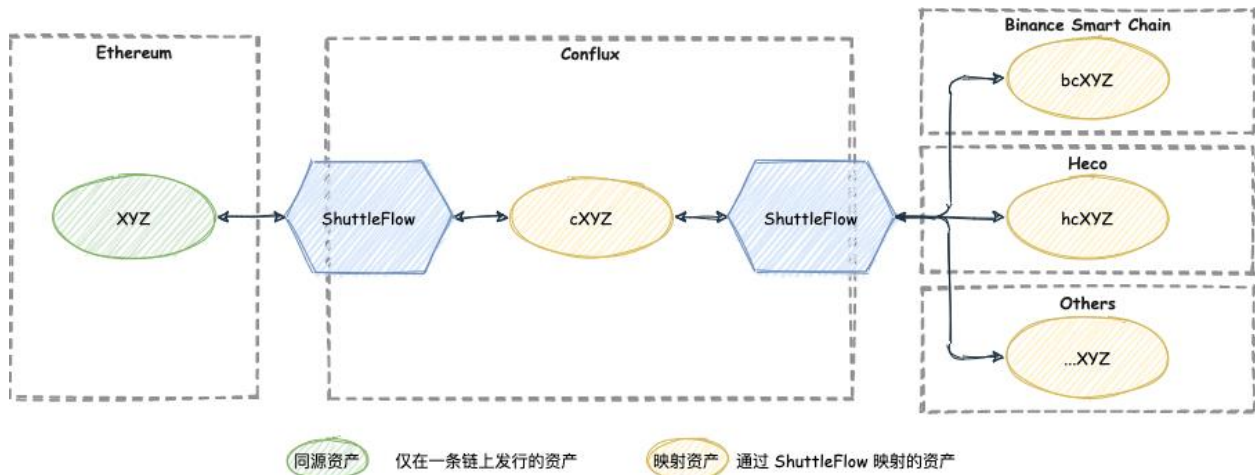 Ethereum
Conflux
Binance Smart Chain
bcXYZ
Heco
XYZ
ShuttleFlow
cXYZ
ShuttleFlow
hcXYZ
Others
...XYZ
同源资产 仅在一条链上发行的资产
映射资产 通过 ShuttleFlow 映射的资产